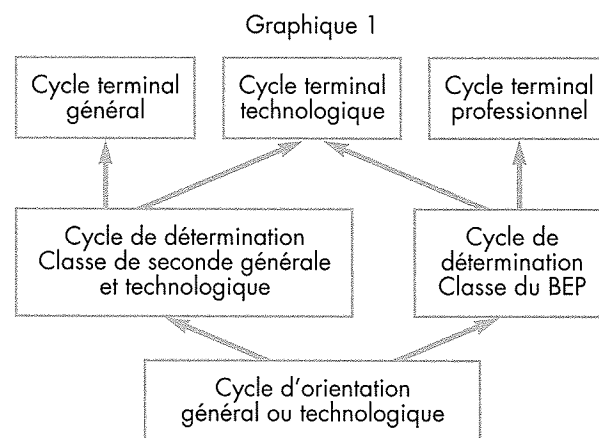 Graphique 1
Cycle terminal
général
Cycle terminal
technologique
Cycle terminal
professionnel
Cycle de détermination
Classe de seconde générale
et technologique
Cycle de
détermination
Classe du BEP
Cycle d'orientation
général ou technologique